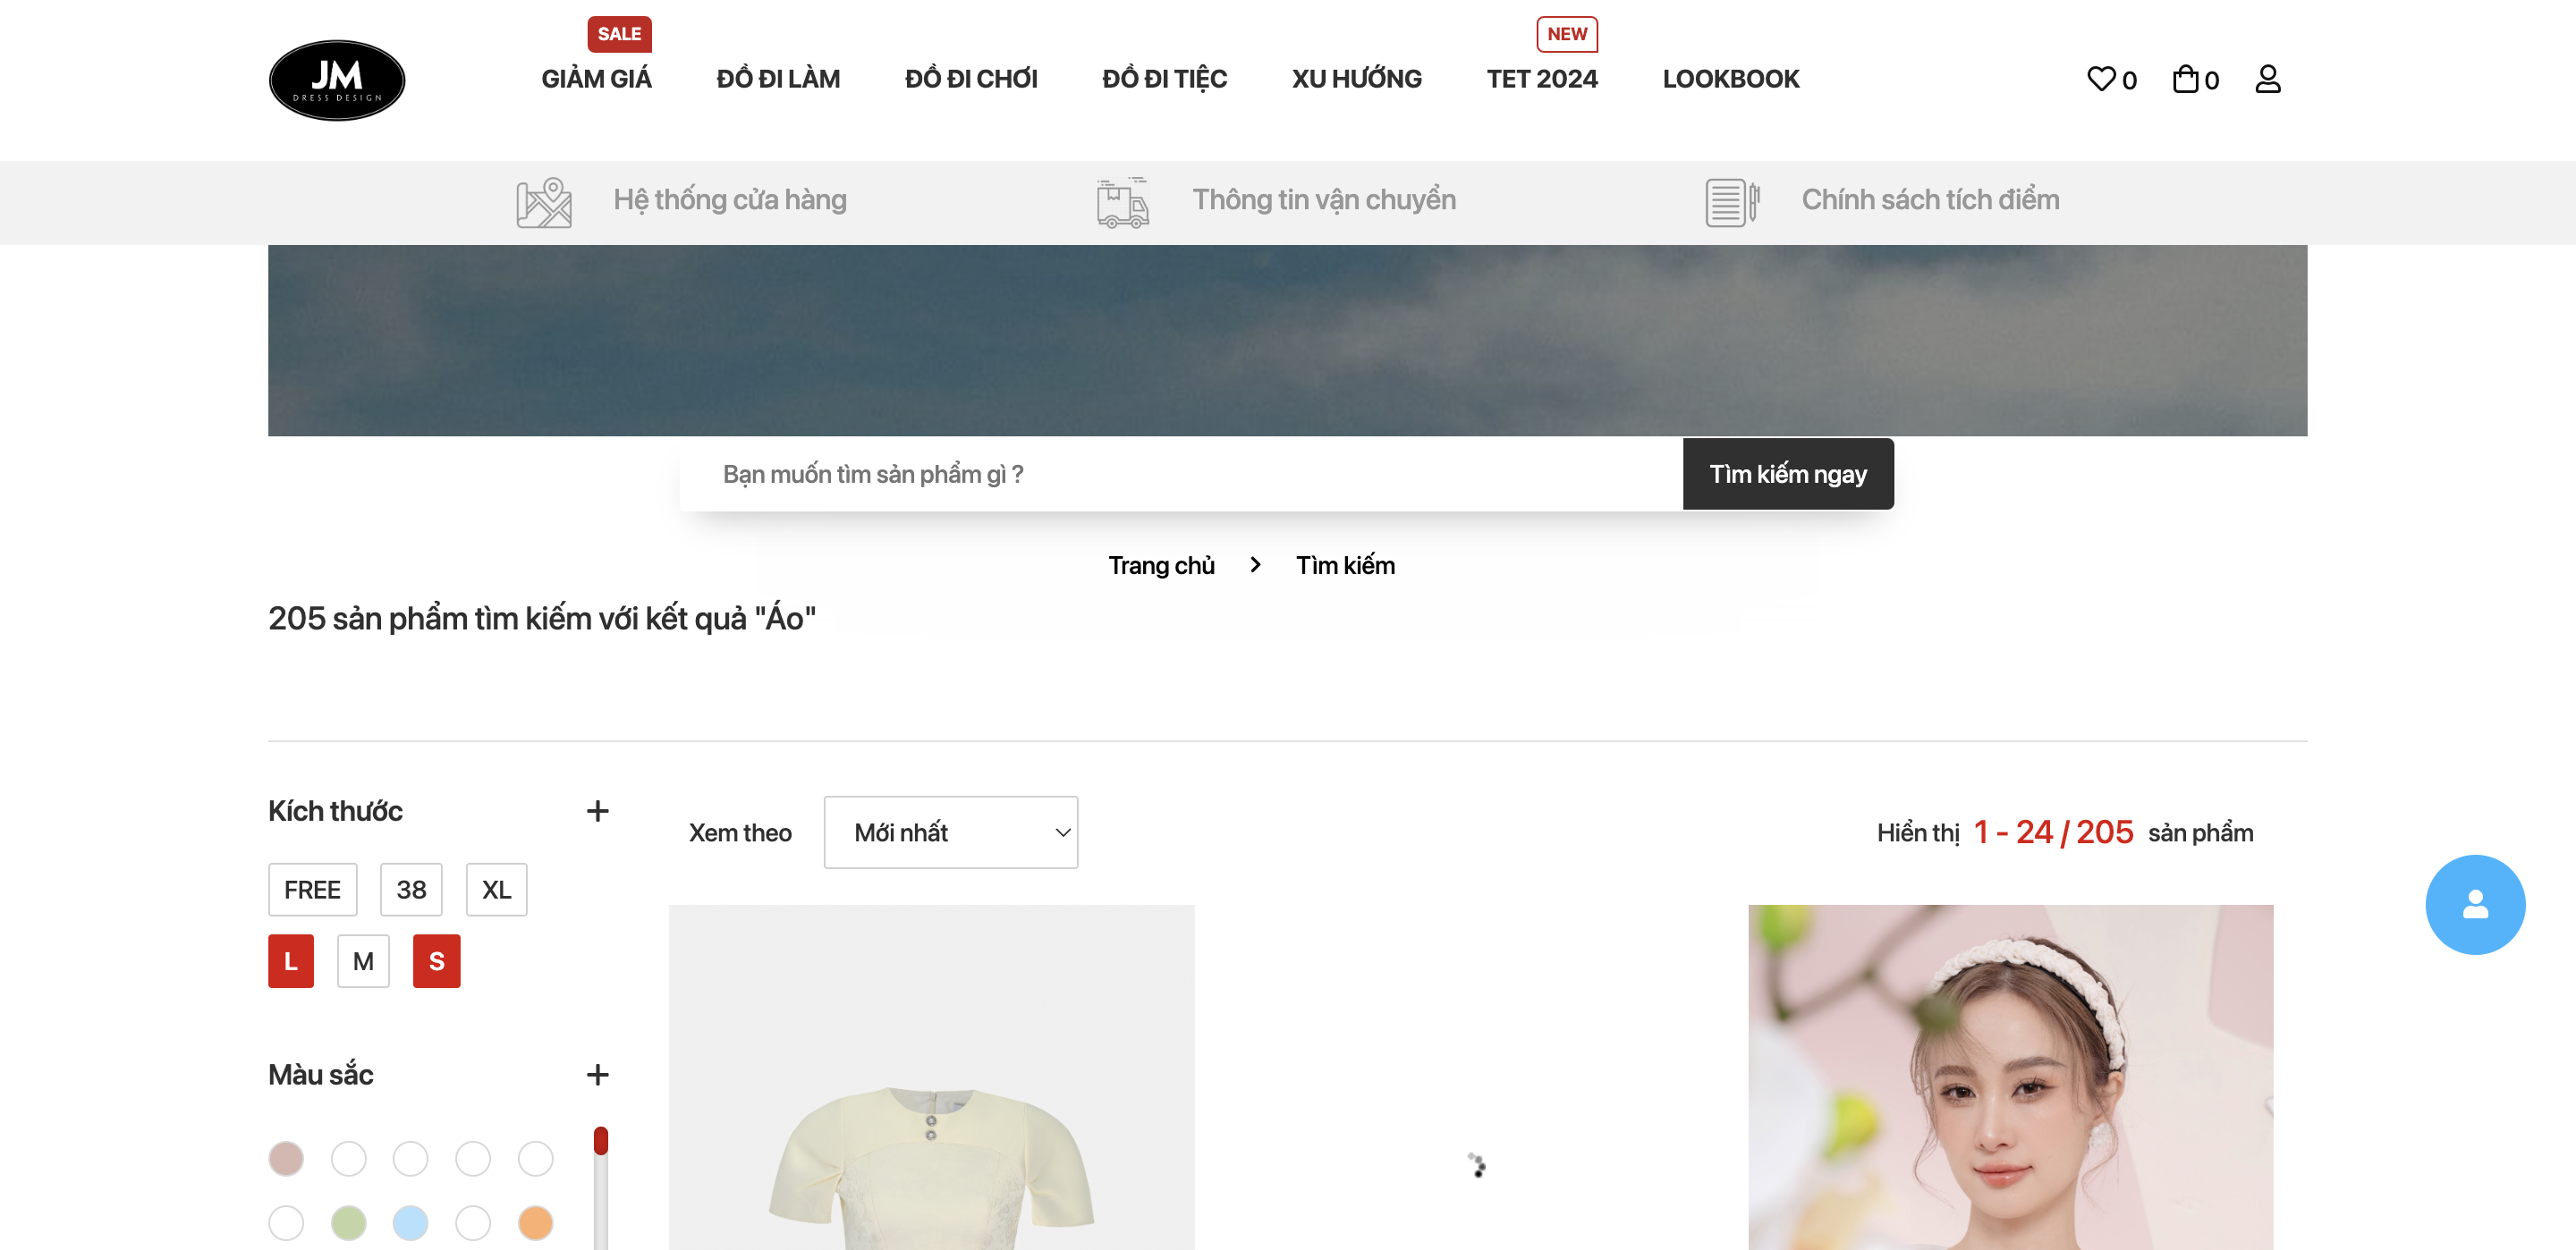 SALE
NEW
JM
DRESS DESIGN
GIẢM GIÁ
ĐỒ ĐI LÀM
ĐỒ ĐI CHƠI
ĐỒ ĐI TIỆC
XU HƯỚNG
TET 2024
LOOKBOOK
0
0
Hệ thống cửa hàng
Thông tin vận chuyển
Chính sách tích điểm
Bạn muốn tìm sản phẩm gì ?
Tìm kiếm ngay
Trang chủ
Tìm kiếm
205 sản phẩm tìm kiếm với kết quả "Áo"
Kích thước
FREE
38
XL
L
M
S
Màu sắc
Xem theo
Mới nhất
Hiển thị 1 - 24 / 205 sản phẩm